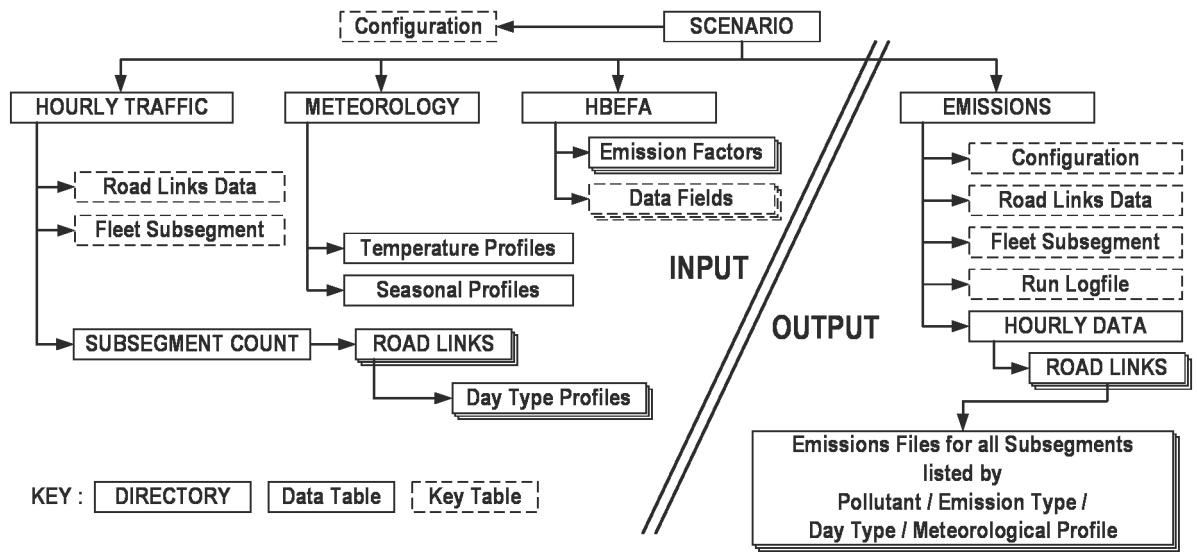 Configuration
SCENARIO
HOURLY TRAFFIC
METEOROLOGY
HBEFA
EMISSIONS
Road Links Data
Fleet Subsegment
Temperature Profiles
Seasonal Profiles
Emission Factors
Data Fields
SUBSEGMENT COUNT
ROAD LINKS
Day Type Profiles
INPUT
OUTPUT
Configuration
Road Links Data
Fleet Subsegment
Run Logfile
HOURLY DATA
ROAD LINKS
Emissions Files for all Subsegments
listed by
Pollutant / Emission Type /
Day Type / Meteorological Profile
KEY : DIRECTORY Data Table Key Table